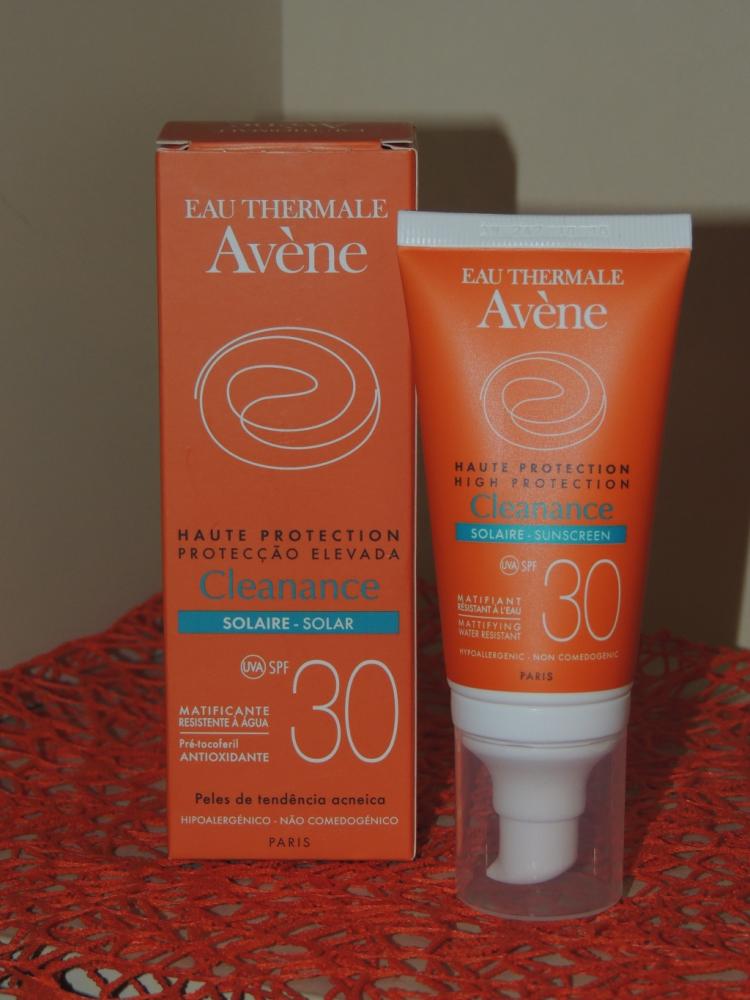 EAU THERMALE
Avène
HAUTE PROTECTION
PROTECÇÃO ELEVADA
Cleanance
SOLAIRE - SOLAR
UVA SPF 30
MATIFICANTE
RESISTENTE À ÁGUA
Pré-tocoferil
ANTIOXIDANTE
Peles de tendência acneica
HIPOALERGÉNICO - NÃO COMEDOGÉNICO
PARIS
EAU THERMALE
Avène
HAUTE PROTECTION
HIGH PROTECTION
Cleanance
SOLAIRE - SUNSCREEN
UVA SPF 30
MATIFIANT
RÉSISTANT À L'EAU
MATTIFYING
WATER RESISTANT
HYPOALLERGENIC - NON COMEDOGENIC
PARIS